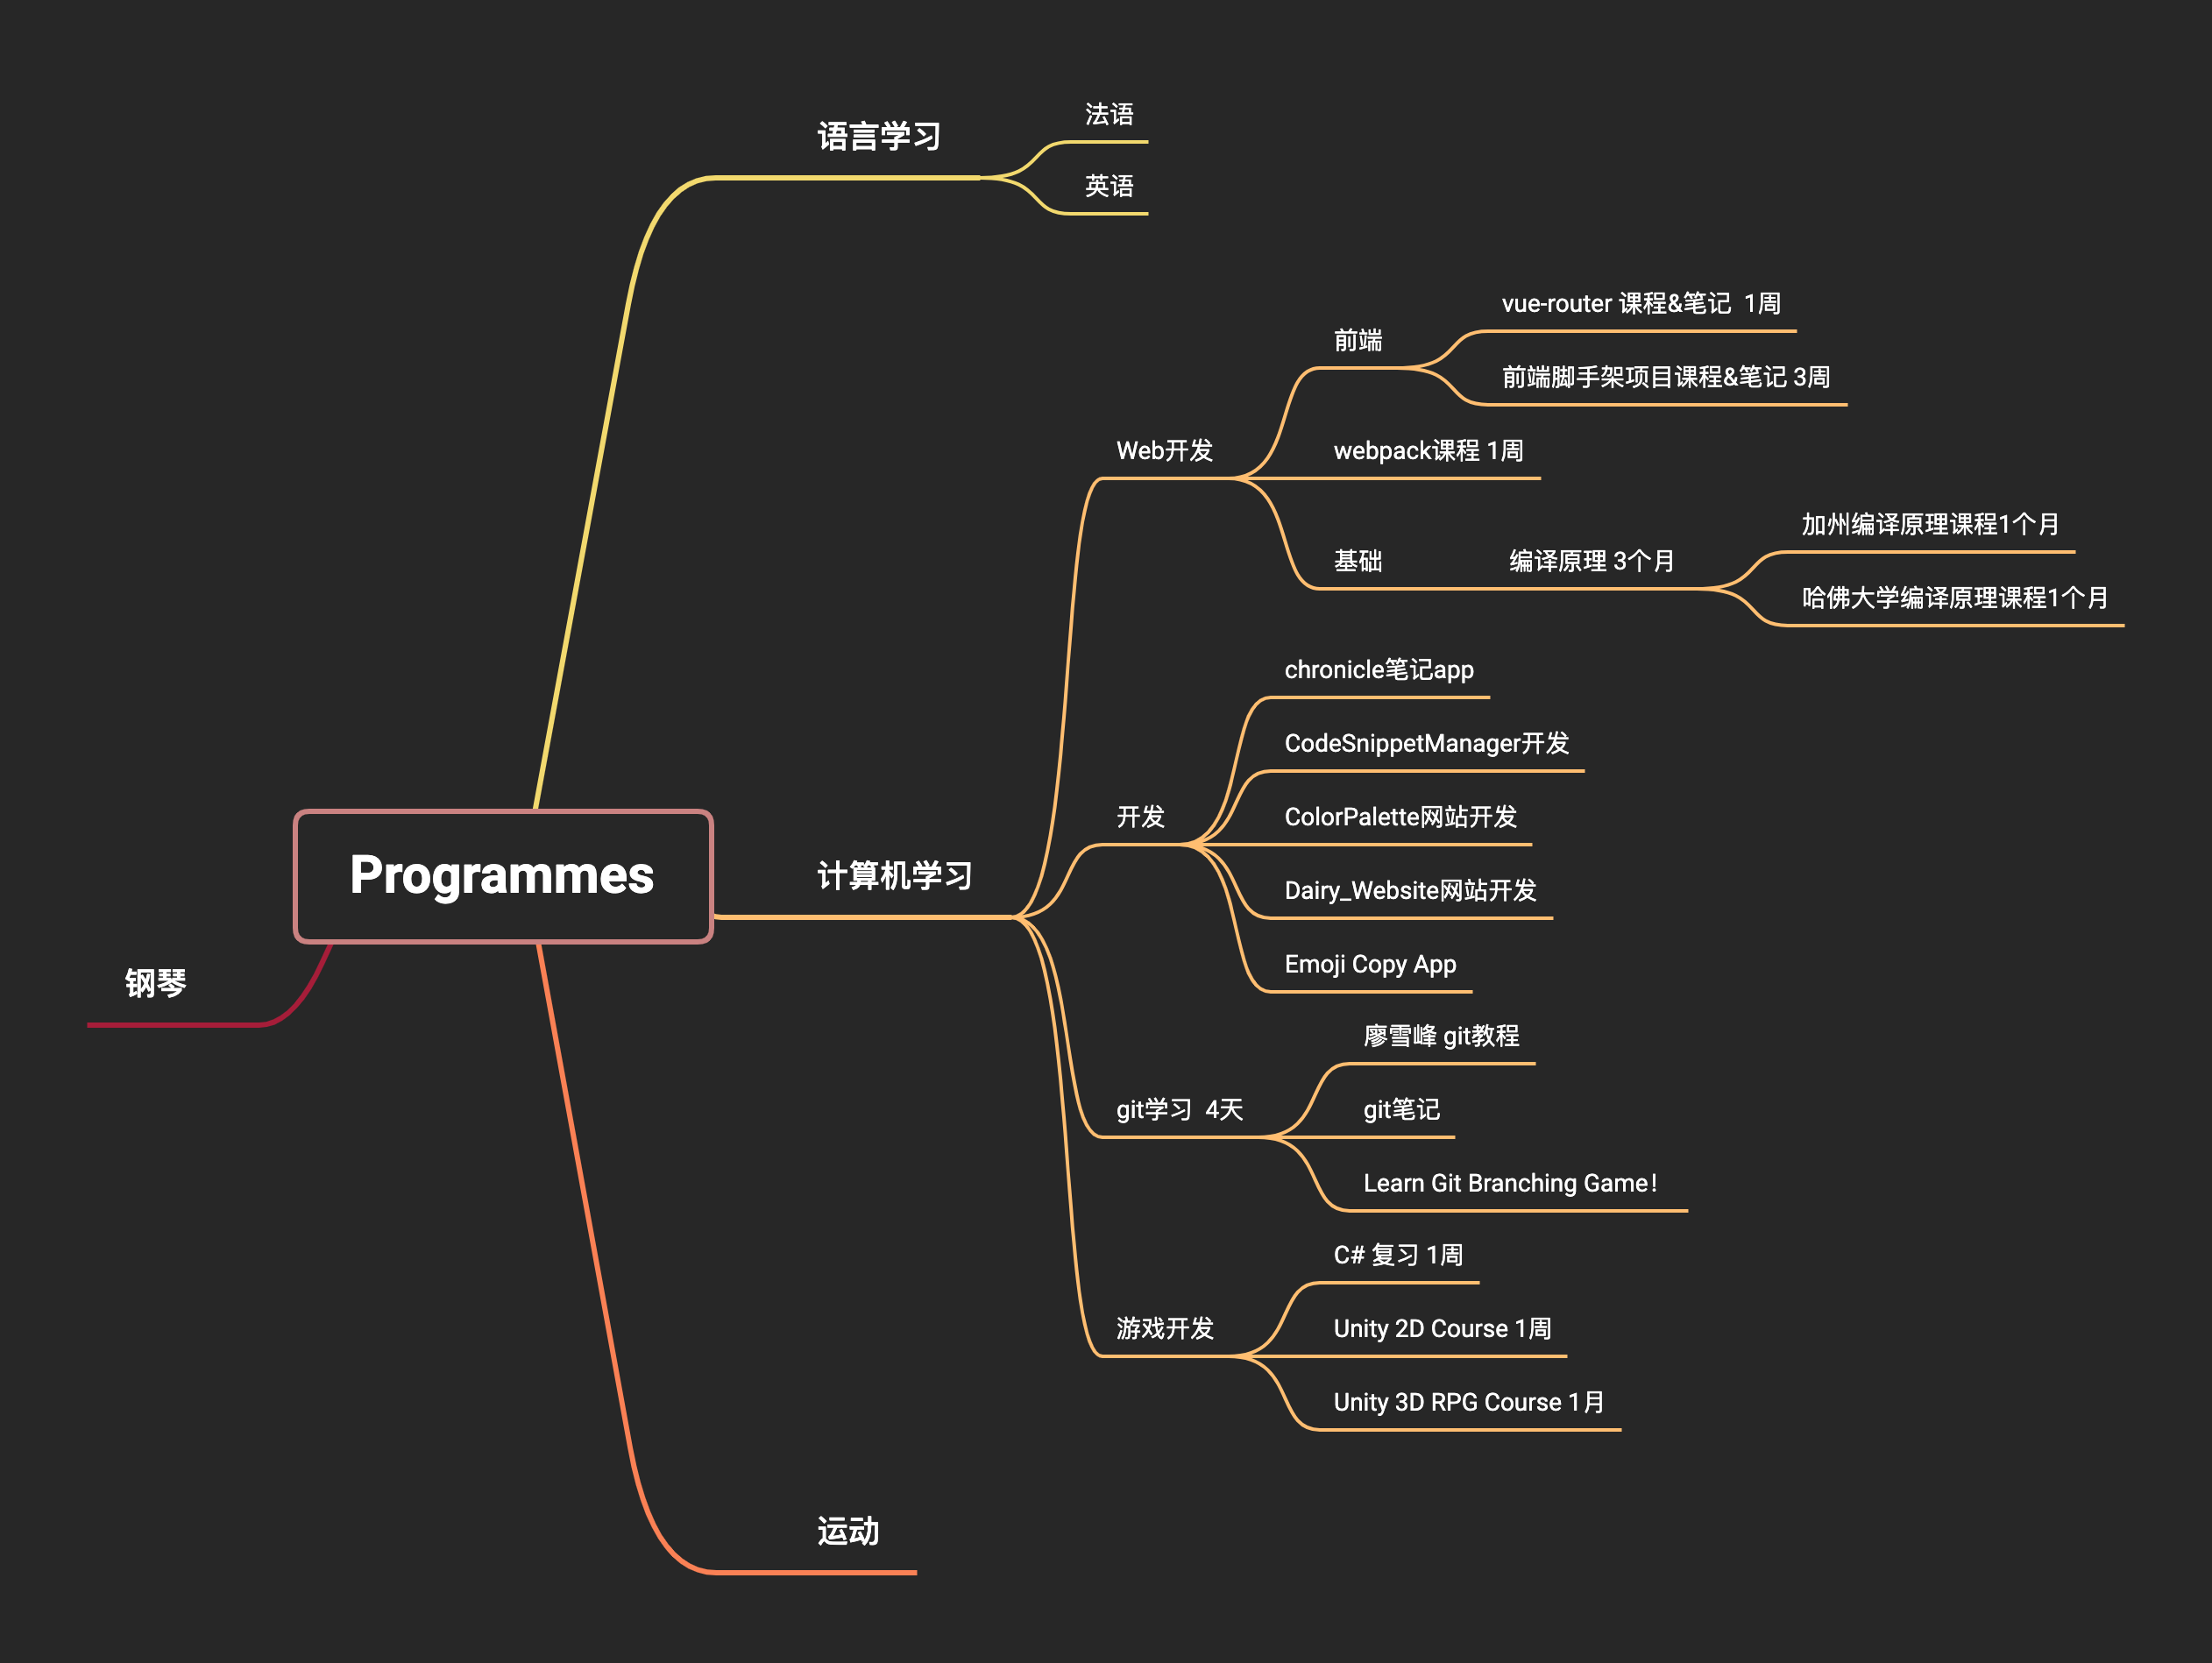 Programmes
语言学习
法语
英语
计算机学习
Web开发
前端
vue-router 课程&笔记  1周
前端脚手架项目课程&笔记 3周
webpack课程 1周
基础
编译原理 3个月
加州编译原理课程1个月
哈佛大学编译原理课程1个月
开发
chronicle笔记app
CodeSnippetManager开发
ColorPalette网站开发
Dairy_Website网站开发
Emoji Copy App
git学习  4天
廖雪峰 git教程
git笔记
Learn Git Branching Game！
游戏开发
C# 复习 1周
Unity 2D Course 1周
Unity 3D RPG Course 1月
运动
钢琴